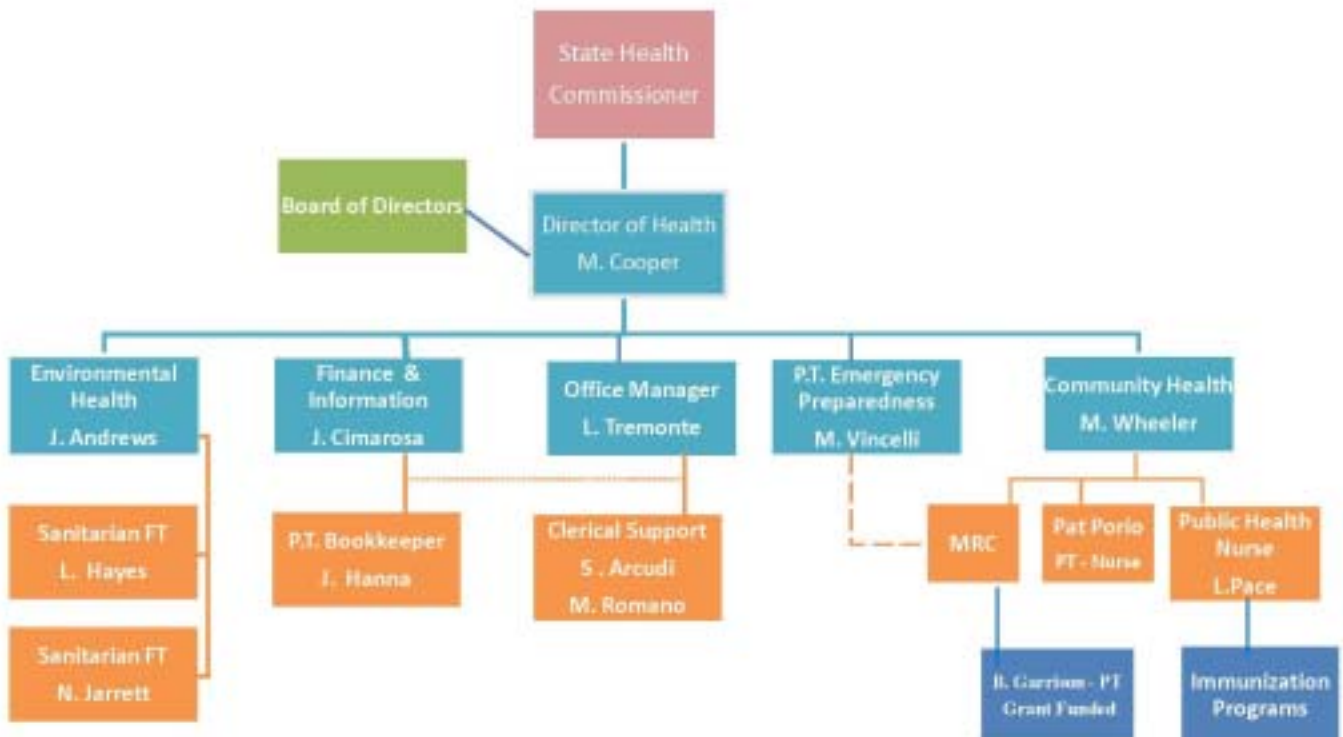 State Health
Commissioner
Board of Directors
Director of Health
M. Cooper
Environmental
Health
J. Andrews
Finance &
Information
J. Cimarosa
Office Manager
L. Tremonte
P.T. Emergency
Preparedness
M. Vincelli
Community Health
M. Wheeler
Sanitarian FT
L. Hayes
P.T. Bookkeeper
J. Hanna
Clerical Support
S . Arcudi
M. Romano
MRC
Pat Porio
PT - Nurse
Public Health
Nurse
L.Pace
Sanitarian FT
N. Jarrett
B. Garrison - PT
Grant Funded
Immunization
Programs